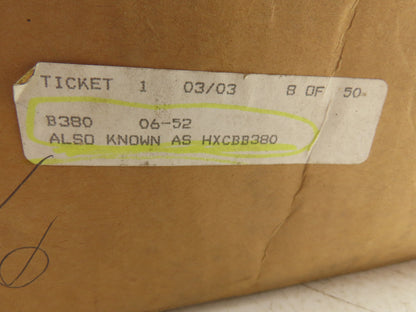 TICKET 1 03/03 8 OF 50
B380 06-52
ALSO KNOWN AS HXCBB380